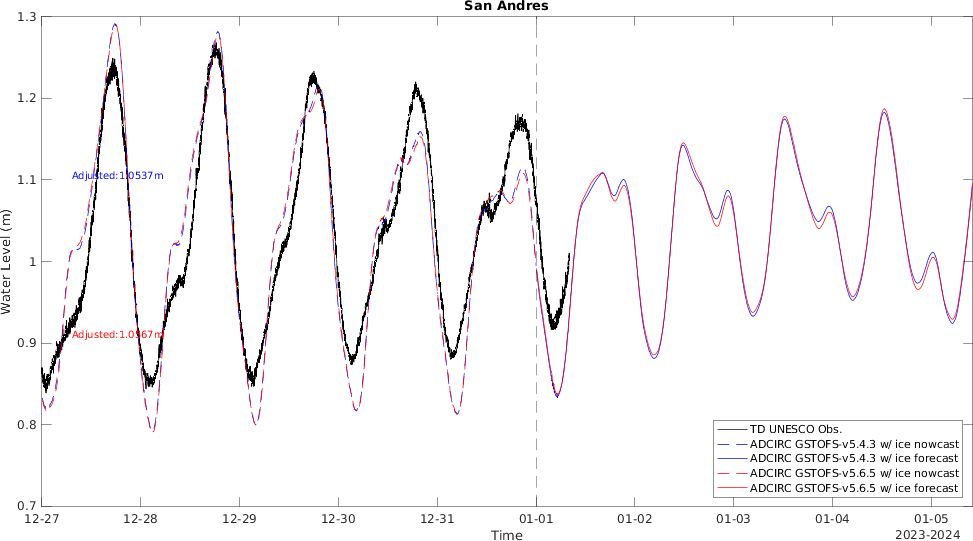 San Andres
Water Level (m)
1.3
1.2
1.1
1
0.9
0.8
0.7
Adjusted:1.0537m
Adjusted:1.0567m
TD UNESCO Obs.
ADCIRC GSTOFS-v5.4.3 w/ ice nowcast
ADCIRC GSTOFS-v5.4.3 w/ ice forecast
ADCIRC GSTOFS-v5.6.5 w/ ice nowcast
ADCIRC GSTOFS-v5.6.5 w/ ice forecast
12-27 12-28 12-29 12-30 12-31 01-01 01-02 01-03 01-04 01-05
Time
2023-2024